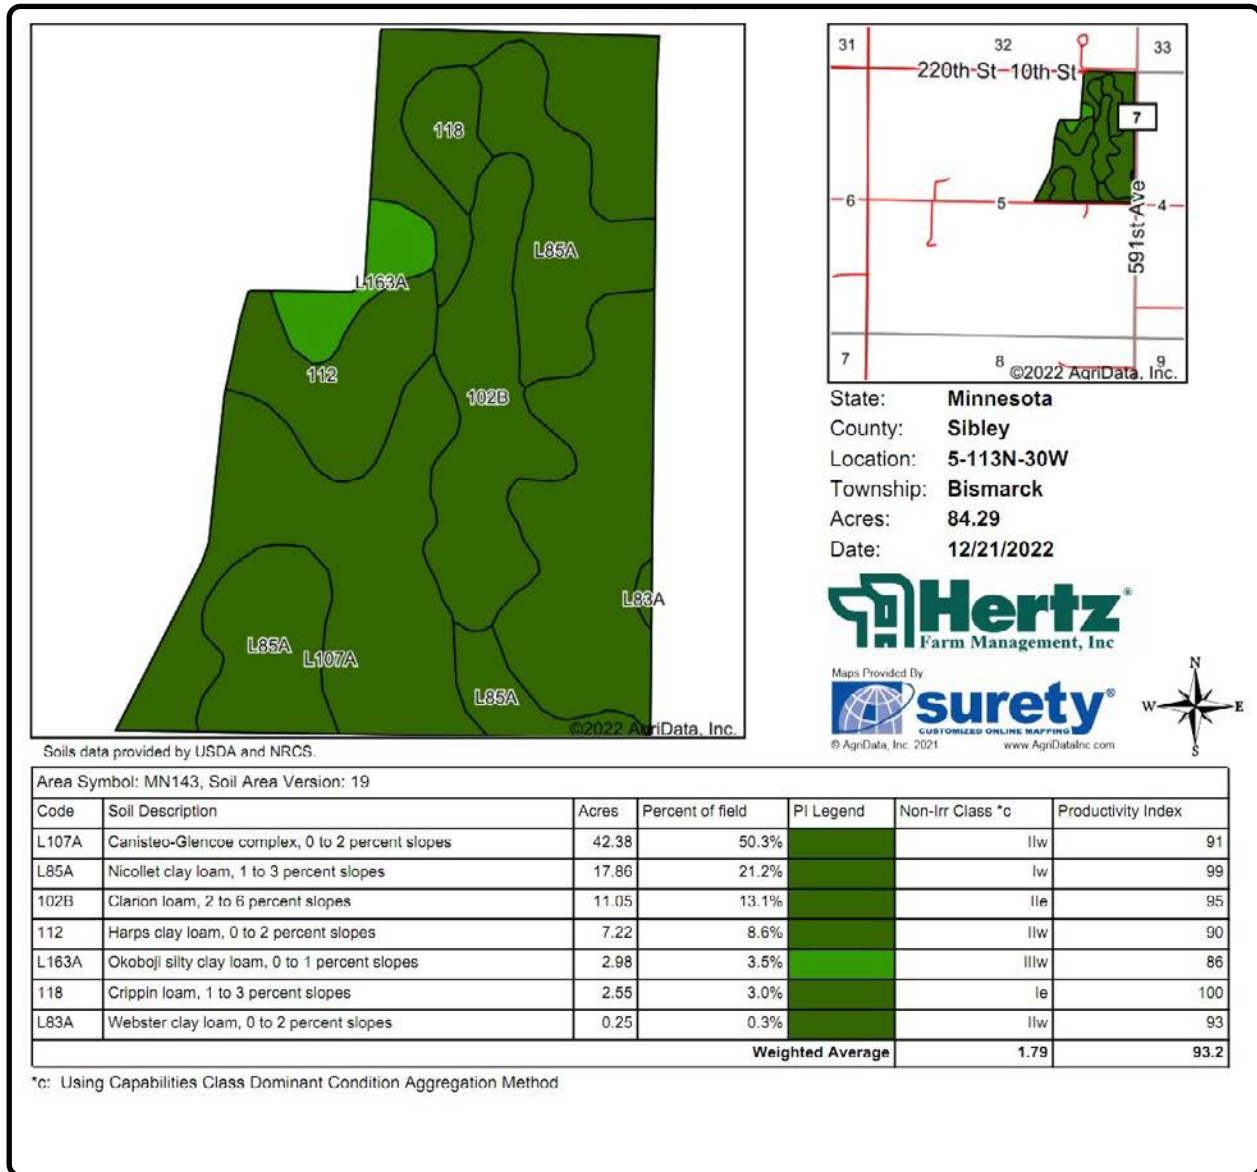 118
L85A
L163A
112
102B
L83A
L85A
L107A
L85A
©2022 AgriData, Inc.
Soils data provided by USDA and NRCS.
31
32
33
220th St 10th St
7
6
5
4
591st Ave
7
8
9
©2022 AgriData, Inc.
State: Minnesota
County: Sibley
Location: 5-113N-30W
Township: Bismarck
Acres: 84.29
Date: 12/21/2022
Hertz®
Farm Management, Inc
Maps Provided By
surety®
CUSTOMIZED ONLINE MAPPING
© AgriData, Inc. 2021 www.AgriDataInc.com
N
W E
S
Area Symbol: MN143, Soil Area Version: 19
Code Soil Description Acres Percent of field PI Legend Non-Irr Class *c Productivity Index
L107A Canisteo-Glencoe complex, 0 to 2 percent slopes 42.38 50.3% IIw 91
L85A Nicollet clay loam, 1 to 3 percent slopes 17.86 21.2% Iw 99
102B Clarion loam, 2 to 6 percent slopes 11.05 13.1% IIe 95
112 Harps clay loam, 0 to 2 percent slopes 7.22 8.6% IIw 90
L163A Okoboji silty clay loam, 0 to 1 percent slopes 2.98 3.5% IIIw 86
118 Crippin loam, 1 to 3 percent slopes 2.55 3.0% Ie 100
L83A Webster clay loam, 0 to 2 percent slopes 0.25 0.3% IIw 93
Weighted Average 1.79 93.2
*c: Using Capabilities Class Dominant Condition Aggregation Method